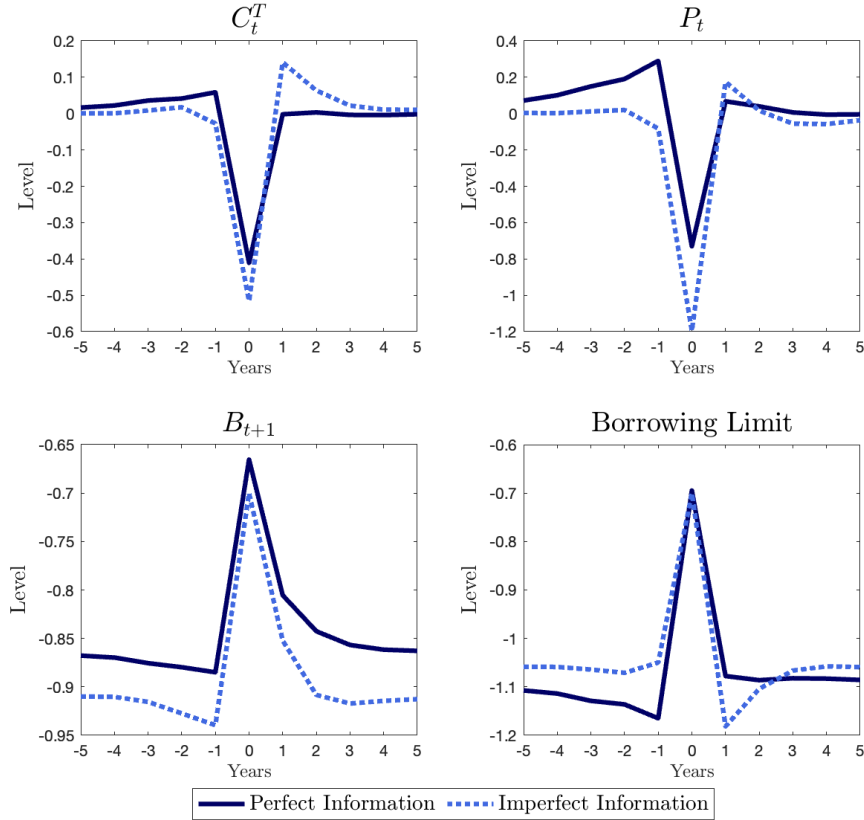 C_t^T
0.2
0.1
0
-0.1
-0.2
-0.3
-0.4
-0.5
-0.6
Level
-5 -4 -3 -2 -1 0 1 2 3 4 5
Years
P_t
0.4
0.2
0
-0.2
-0.4
-0.6
-0.8
-1
-1.2
Level
-5 -4 -3 -2 -1 0 1 2 3 4 5
Years
B_{t+1}
-0.65
-0.7
-0.75
-0.8
-0.85
-0.9
-0.95
Level
-5 -4 -3 -2 -1 0 1 2 3 4 5
Years
Borrowing Limit
-0.6
-0.7
-0.8
-0.9
-1
-1.1
-1.2
Level
-5 -4 -3 -2 -1 0 1 2 3 4 5
Years
Perfect Information Imperfect Information